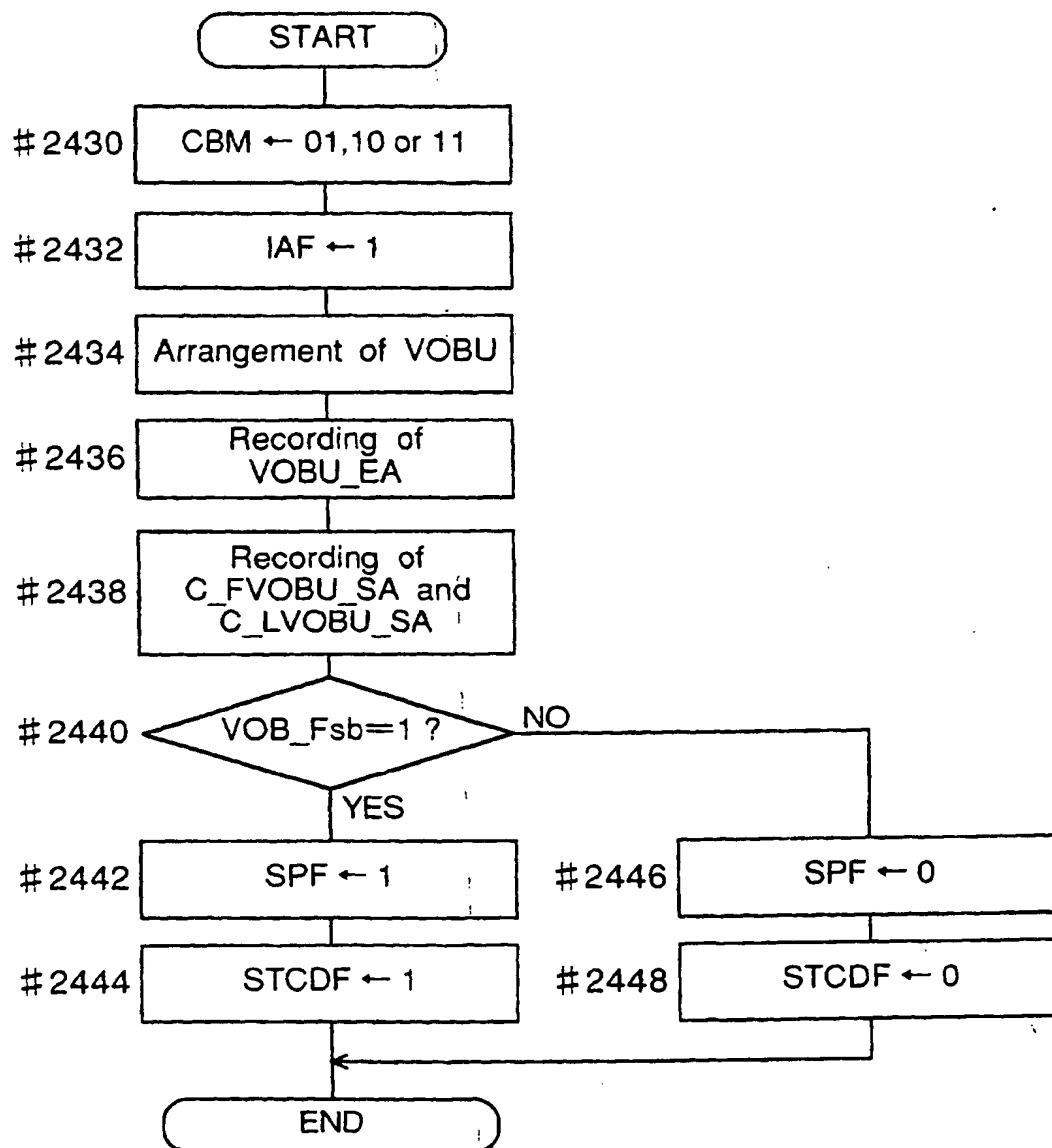 START
#2430
CBM ← 01,10 or 11
#2432
IAF ← 1
#2434
Arrangement of VOBU
#2436
Recording of
VOBU_EA
#2438
Recording of
C_FVOBU_SA and
C_LVOBU_SA
#2440
VOB_Fsb=1 ?
NO
YES
#2442
SPF ← 1
#2446
SPF ← 0
#2444
STCDF ← 1
#2448
STCDF ← 0
END